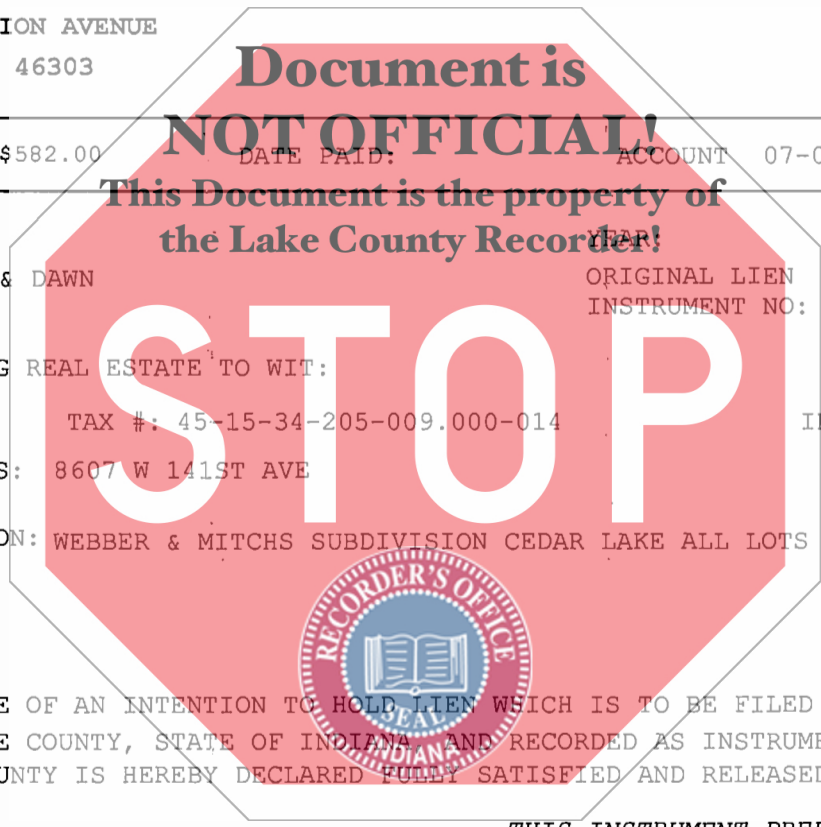 ION AVENUE
46303
Document is
NOT OFFICIAL!
$582.00 DATE PAID: ACCOUNT 07-0
This Document is the property of
the Lake County Recorder!
YEAR:
& DAWN ORIGINAL LIEN
INSTRUMENT NO:
G REAL ESTATE TO WIT:
STOP
TAX #: 45-15-34-205-009.000-014
S: 8607 W 141ST AVE
ON: WEBBER & MITCHS SUBDIVISION CEDAR LAKE ALL LOTS
RECORDER'S OFFICE
SEAL
INDIANA
E OF AN INTENTION TO HOLD LIEN WHICH IS TO BE FILED
E COUNTY, STATE OF INDIANA, AND RECORDED AS INSTRUME
UNTY IS HEREBY DECLARED FULLY SATISFIED AND RELEASED